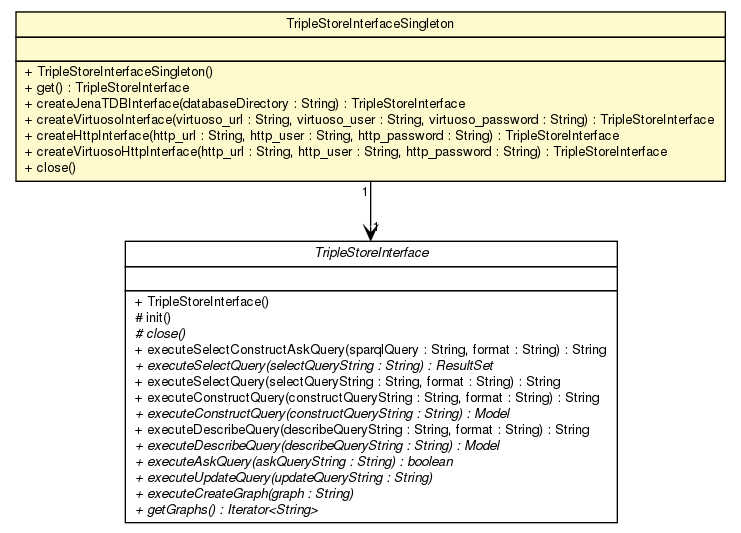 TripleStoreInterfaceSingleton
+ TripleStoreInterfaceSingleton()
+ get() : TripleStoreInterface
+ createJenaTDBInterface(databaseDirectory : String) : TripleStoreInterface
+ createVirtuosoInterface(virtuoso_url : String, virtuoso_user : String, virtuoso_password : String) : TripleStoreInterface
+ createHttpInterface(http_url : String, http_user : String, http_password : String) : TripleStoreInterface
+ createVirtuosoHttpInterface(http_url : String, http_user : String, http_password : String) : TripleStoreInterface
+ close()
1
1
TripleStoreInterface
+ TripleStoreInterface()
# init()
# close()
+ executeSelectConstructAskQuery(sparqlQuery : String, format : String) : String
+ executeSelectQuery(selectQueryString : String) : ResultSet
+ executeSelectQuery(selectQueryString : String, format : String) : String
+ executeConstructQuery(constructQueryString : String, format : String) : String
+ executeConstructQuery(constructQueryString : String) : Model
+ executeDescribeQuery(describeQueryString : String, format : String) : String
+ executeDescribeQuery(describeQueryString : String) : Model
+ executeAskQuery(askQueryString : String) : boolean
+ executeUpdateQuery(updateQueryString : String)
+ executeCreateGraph(graph : String)
+ getGraphs() : Iterator<String>